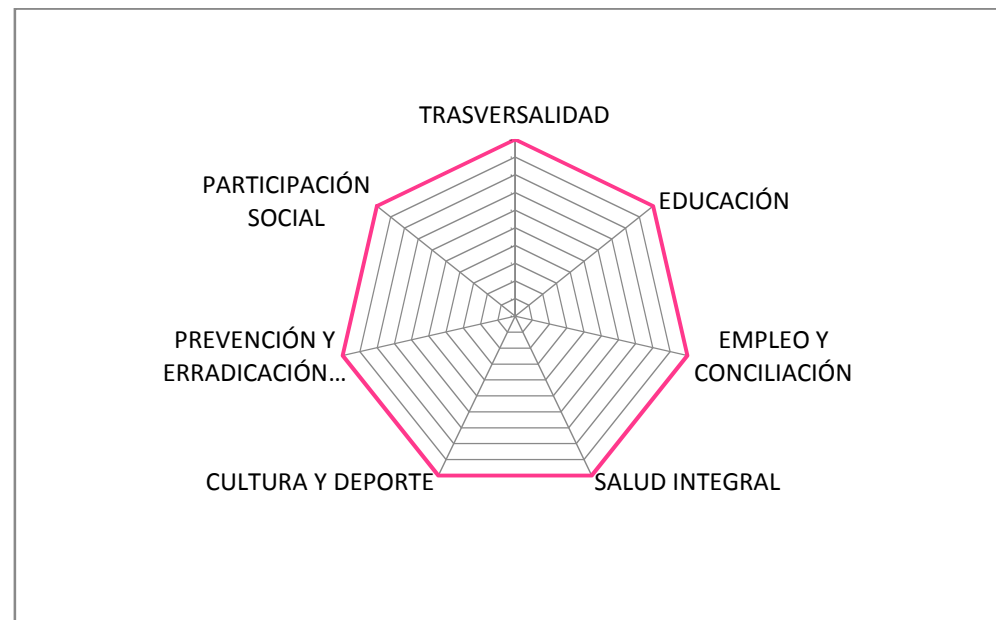 TRASVERSALIDAD
EDUCACIÓN
EMPLEO Y
CONCILIACIÓN
SALUD INTEGRAL
CULTURA Y DEPORTE
PREVENCIÓN Y
ERRADICACIÓN...
PARTICIPACIÓN
SOCIAL